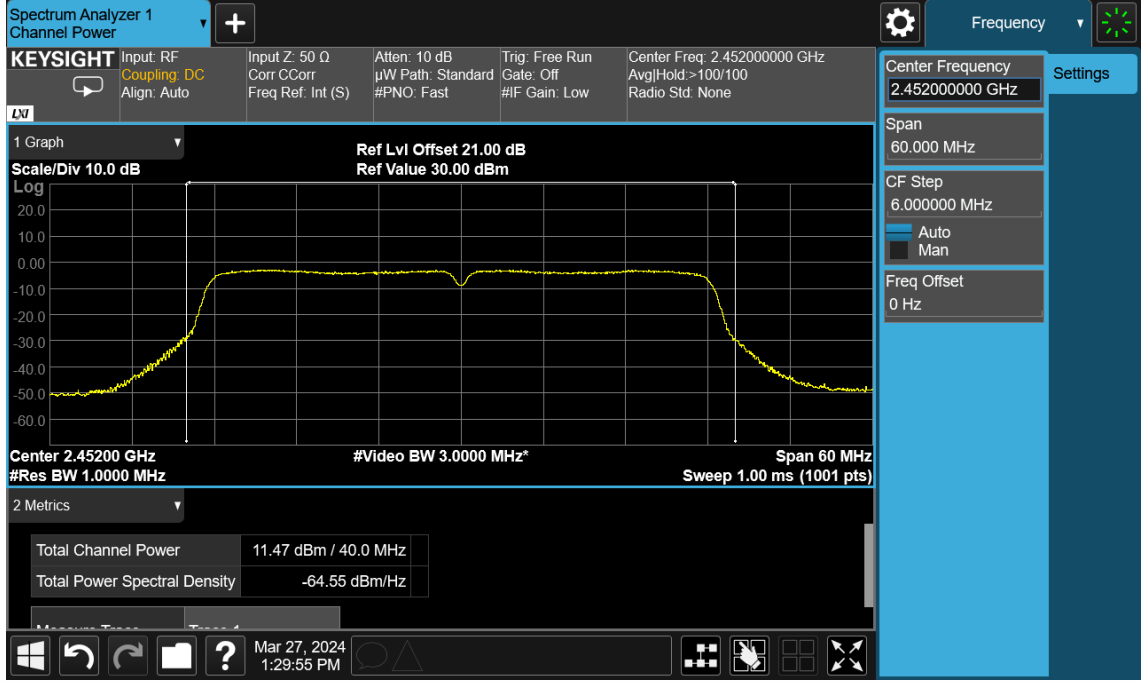 Spectrum Analyzer 1
Channel Power
Frequency
KEYSIGHT
Input: RF
Coupling: DC
Align: Auto
Input Z: 50 Ω
Corr CCorr
Freq Ref: Int (S)
Atten: 10 dB
µW Path: Standard
#PNO: Fast
Trig: Free Run
Gate: Off
#IF Gain: Low
Center Freq: 2.452000000 GHz
Avg|Hold:>100/100
Radio Std: None
LXI
Center Frequency
2.452000000 GHz
Settings
Span
60.000 MHz
CF Step
6.000000 MHz
Auto
Man
Freq Offset
0 Hz
1 Graph
Scale/Div 10.0 dB
Ref Lvl Offset 21.00 dB
Ref Value 30.00 dBm
Log
20.0
10.0
0.00
-10.0
-20.0
-30.0
-40.0
-50.0
-60.0
Center 2.45200 GHz
#Video BW 3.0000 MHz*
Span 60 MHz
#Res BW 1.0000 MHz
Sweep 1.00 ms (1001 pts)
2 Metrics
Total Channel Power 11.47 dBm / 40.0 MHz
Total Power Spectral Density -64.55 dBm/Hz
Measure Trace Trace 1
?
Mar 27, 2024
1:29:55 PM